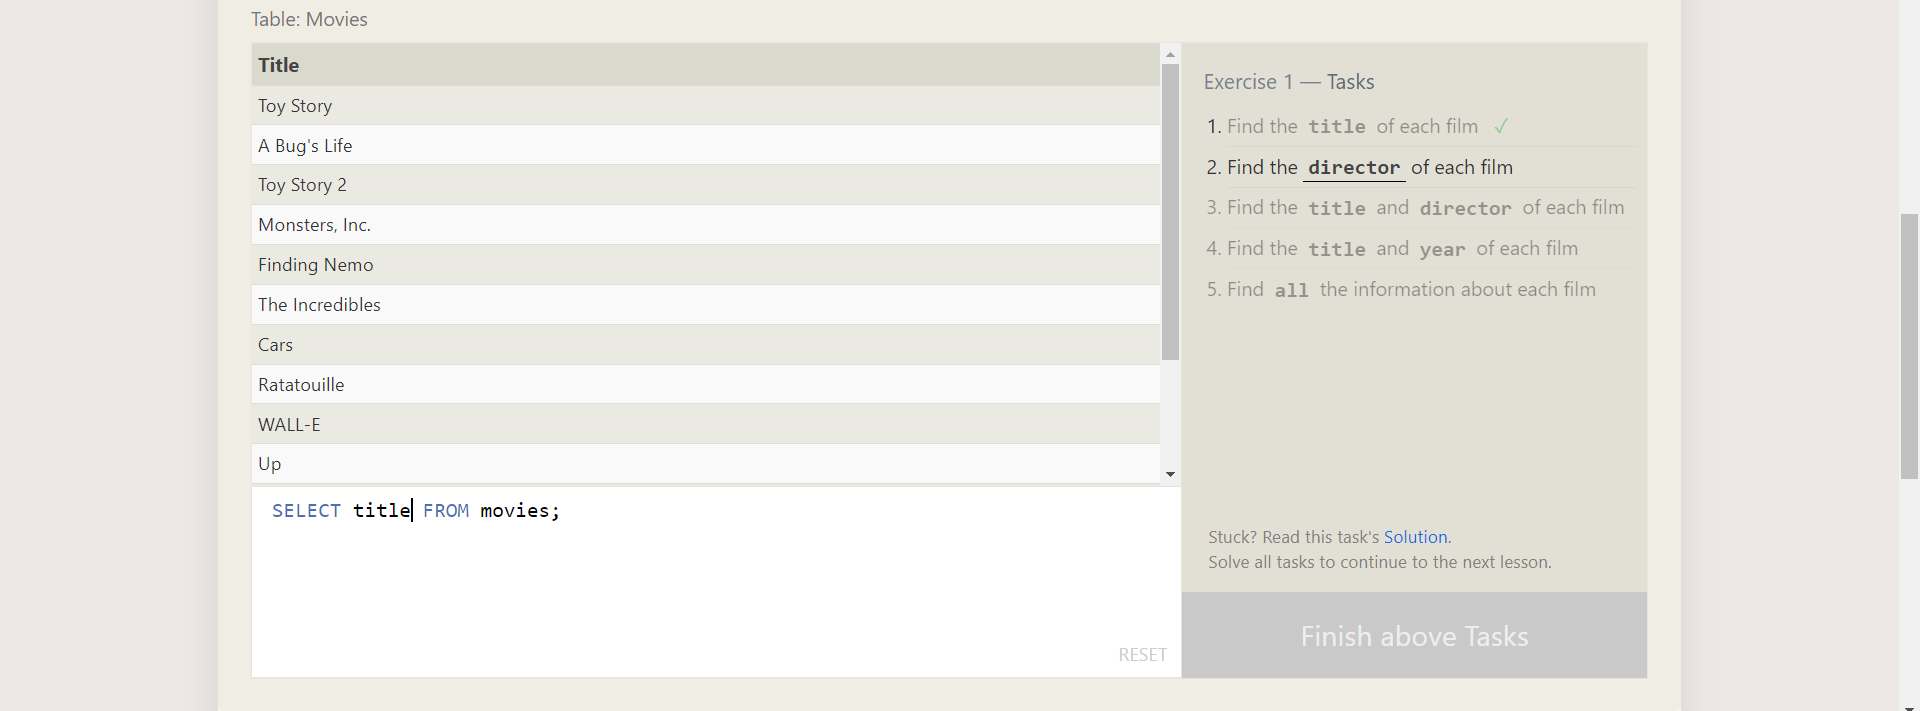 Table: Movies
Title
Toy Story
A Bug's Life
Toy Story 2
Monsters, Inc.
Finding Nemo
The Incredibles
Cars
Ratatouille
WALL-E
Up
SELECT title FROM movies;
RESET
Exercise 1 — Tasks
1. Find the title of each film ✓
2. Find the director of each film
3. Find the title and director of each film
4. Find the title and year of each film
5. Find all the information about each film
Stuck? Read this task's Solution.
Solve all tasks to continue to the next lesson.
Finish above Tasks